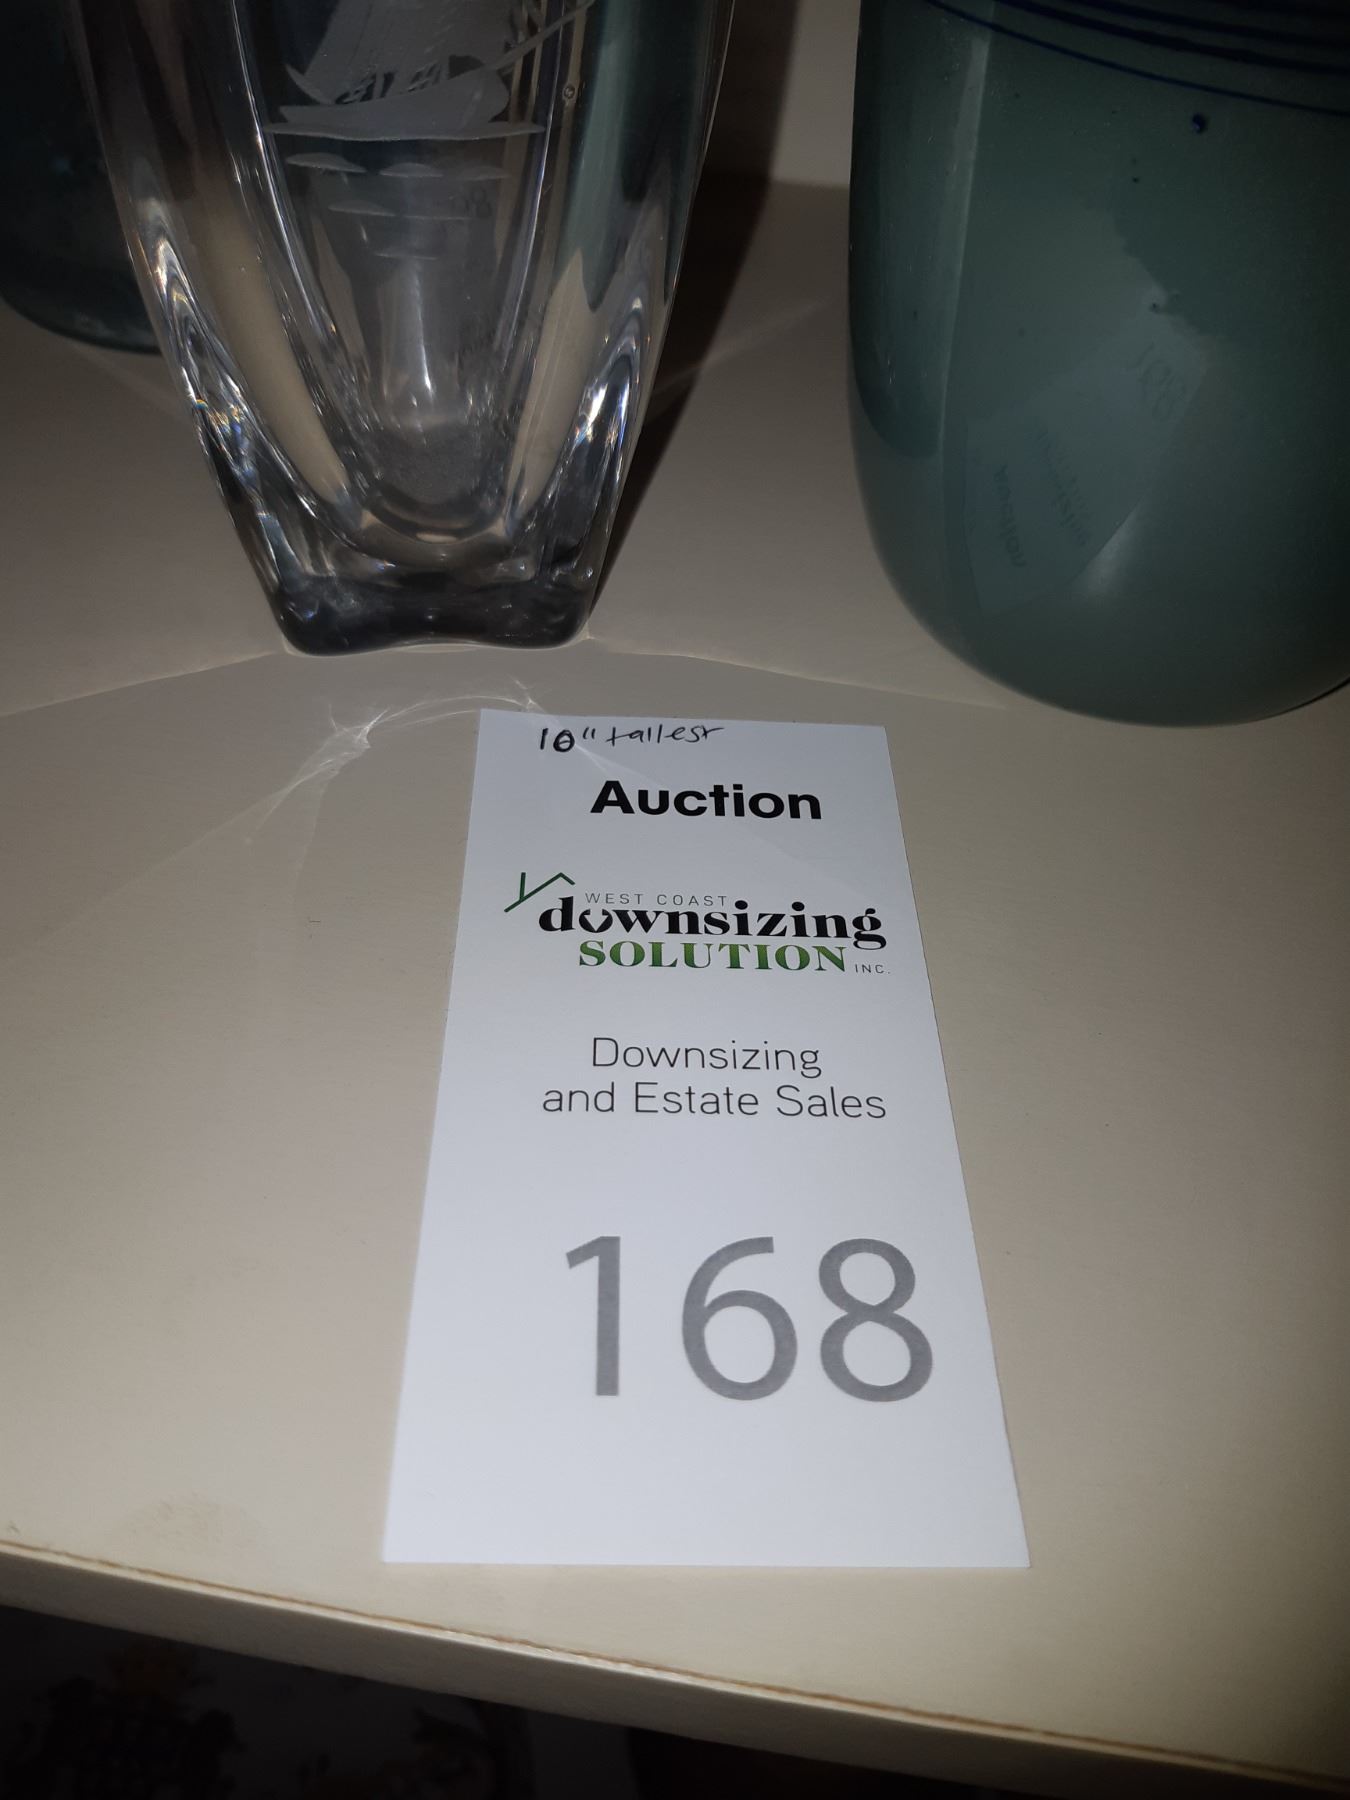 10" tallest
Auction
WEST COAST
downsizing
SOLUTION INC.
Downsizing
and Estate Sales
168